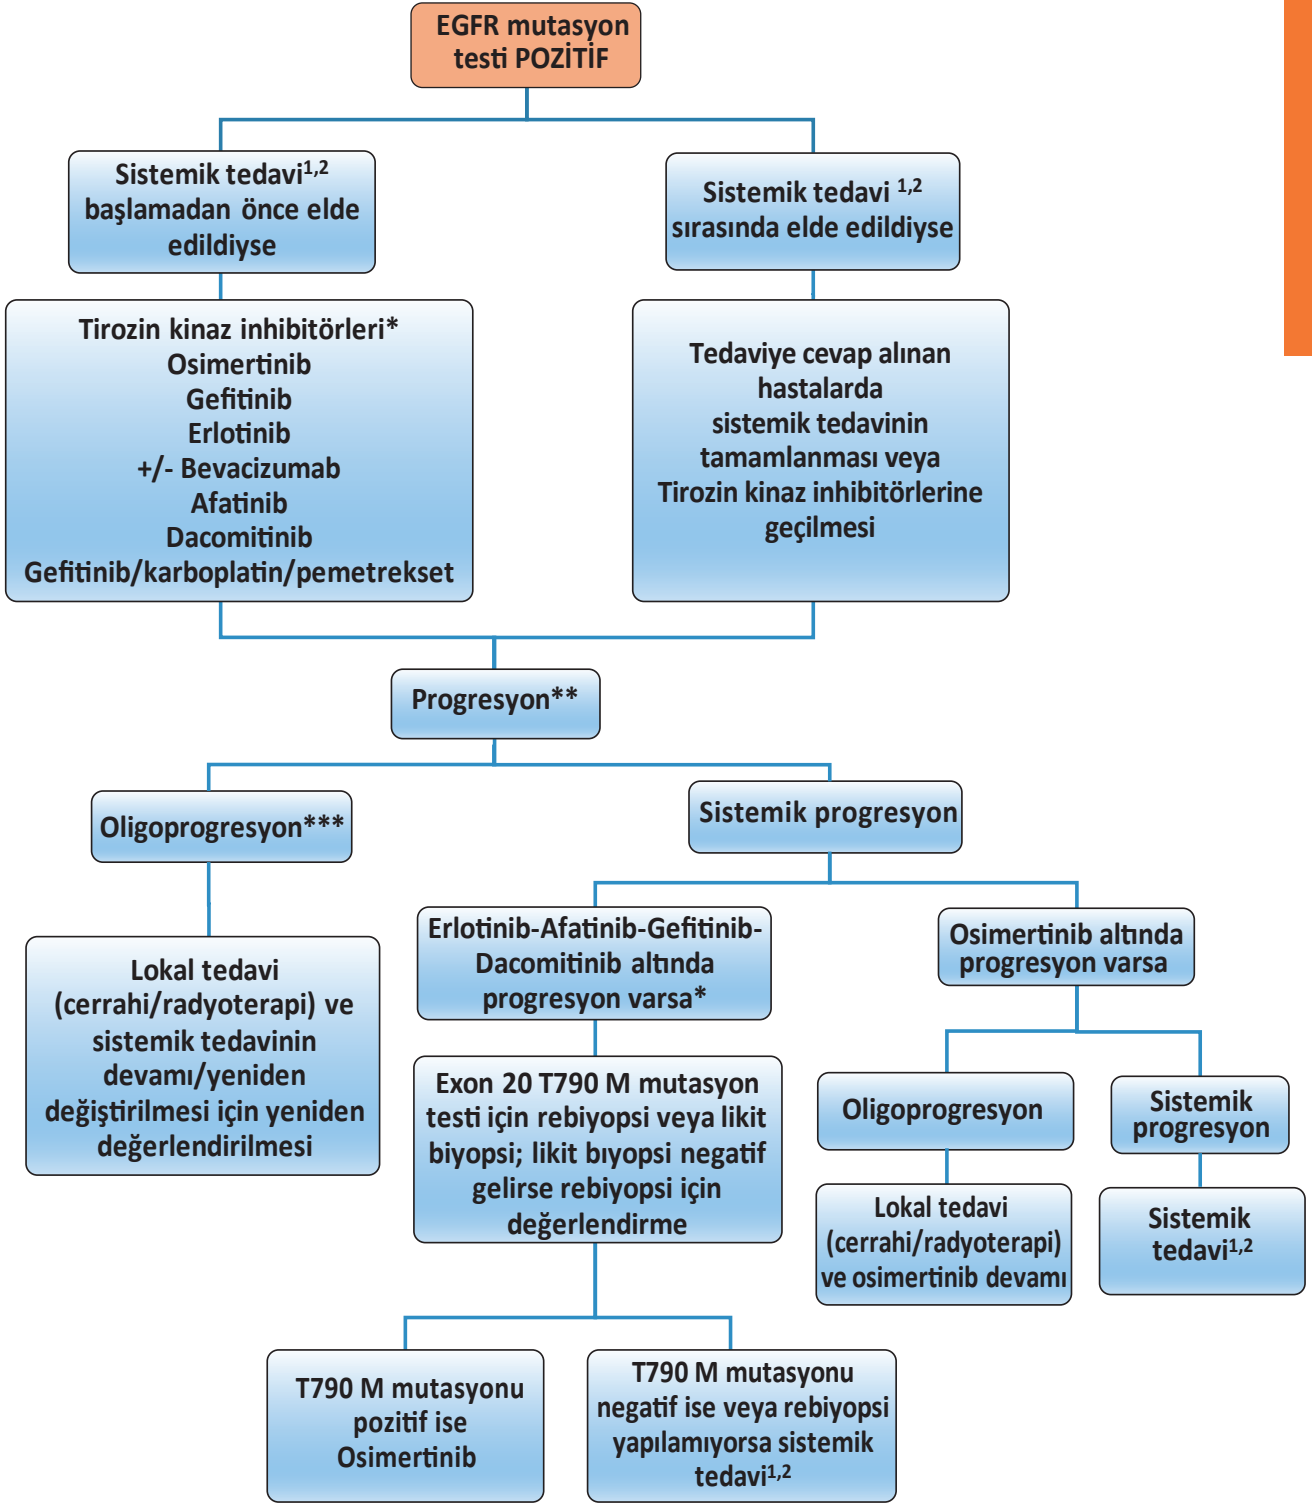 EGFR mutasyon
testi POZİTİF
Sistemik tedavi1,2
başlamadan önce elde
edildiyse
Sistemik tedavi 1,2
sırasında elde edildiyse
Tirozin kinaz inhibitörleri*
Osimertinib
Gefitinib
Erlotinib
+/- Bevacizumab
Afatinib
Dacomitinib
Gefitinib/karboplatin/pemetrekset
Tedaviye cevap alınan
hastalarda
sistemik tedavinin
tamamlanması veya
Tirozin kinaz inhibitörlerine
geçilmesi
Progresyon**
Oligoprogresyon***
Sistemik progresyon
Lokal tedavi
(cerrahi/radyoterapi) ve
sistemik tedavinin
devamı/yeniden
değiştirilmesi için yeniden
değerlendirilmesi
Erlotinib-Afatinib-Gefitinib-
Dacomitinib altında
progresyon varsa*
Osimertinib altında
progresyon varsa
Exon 20 T790 M mutasyon
testi için rebiyopsi veya likit
biyopsi; likit bıyopsi negatif
gelirse rebiyopsi için
değerlendirme
Oligoprogresyon
Sistemik
progresyon
Lokal tedavi
(cerrahi/radyoterapi)
ve osimertinib devamı
Sistemik
tedavi1,2
T790 M mutasyonu
pozitif ise
Osimertinib
T790 M mutasyonu
negatif ise veya rebiyopsi
yapılamıyorsa sistemik
tedavi1,2